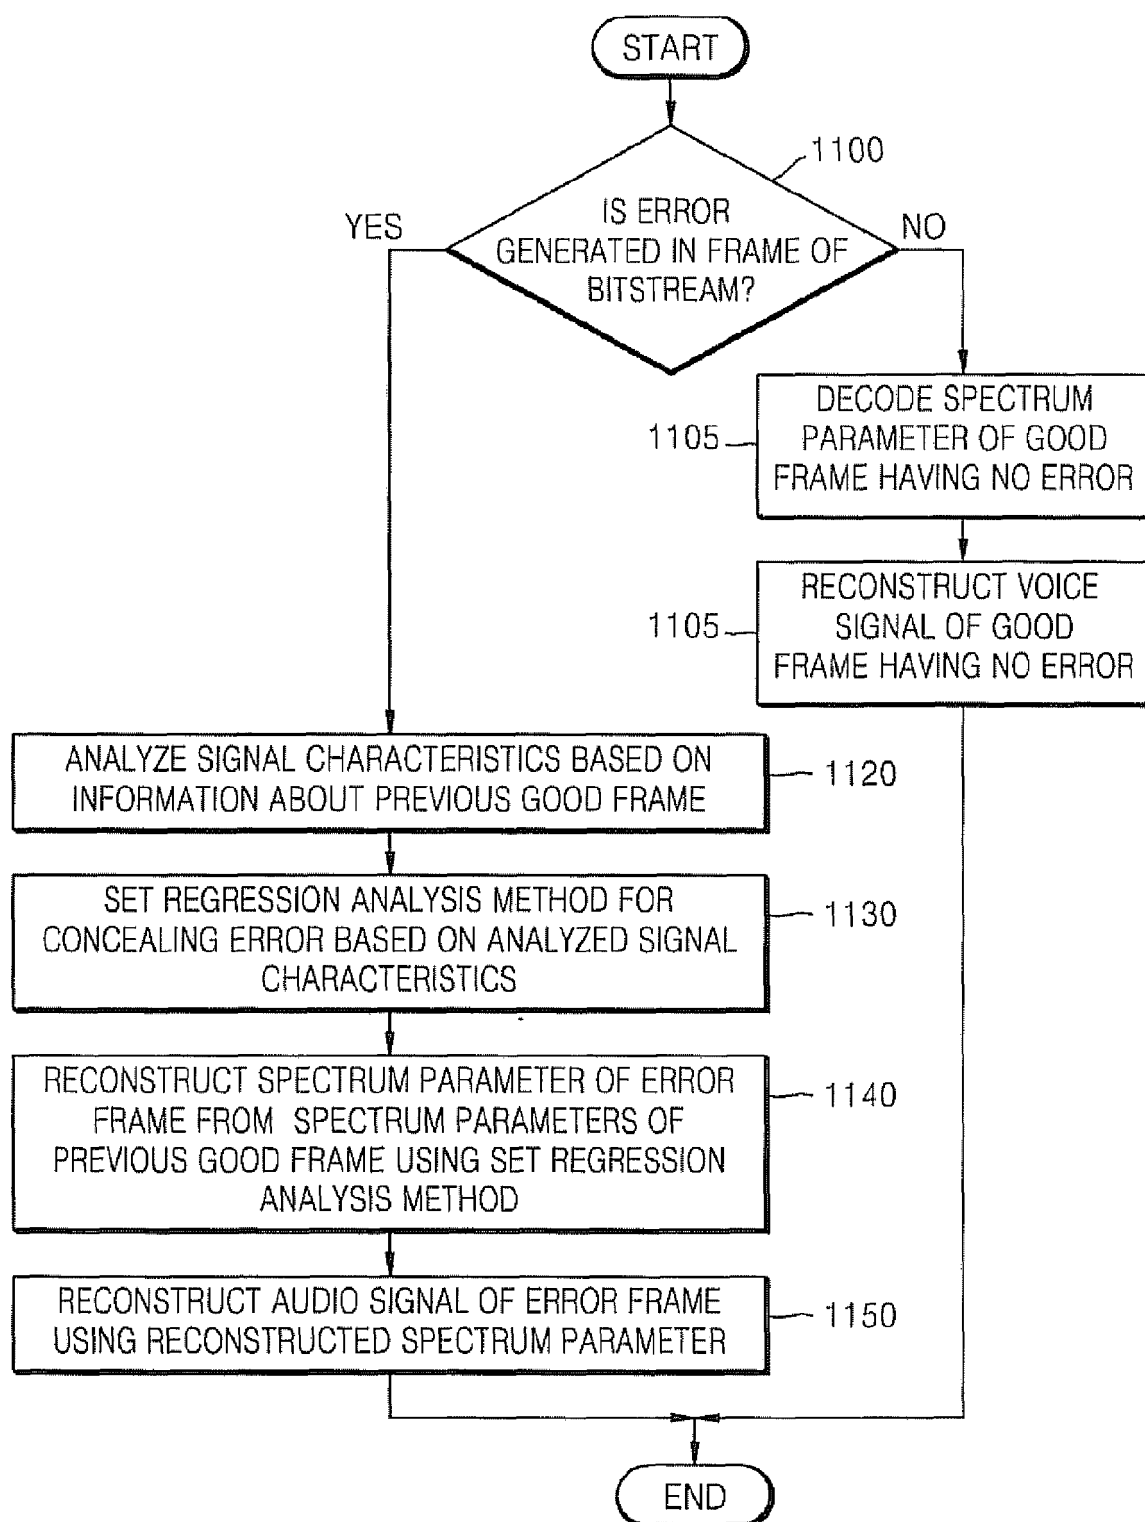 START
1100
IS ERROR
GENERATED IN FRAME OF
BITSTREAM?
YES
NO
DECODE SPECTRUM
PARAMETER OF GOOD
FRAME HAVING NO ERROR
1105
RECONSTRUCT VOICE
SIGNAL OF GOOD
FRAME HAVING NO ERROR
1105
ANALYZE SIGNAL CHARACTERISTICS BASED ON
INFORMATION ABOUT PREVIOUS GOOD FRAME
1120
SET REGRESSION ANALYSIS METHOD FOR
CONCEALING ERROR BASED ON ANALYZED SIGNAL
CHARACTERISTICS
1130
RECONSTRUCT SPECTRUM PARAMETER OF ERROR
FRAME FROM SPECTRUM PARAMETERS OF
PREVIOUS GOOD FRAME USING SET REGRESSION
ANALYSIS METHOD
1140
RECONSTRUCT AUDIO SIGNAL OF ERROR FRAME
USING RECONSTRUCTED SPECTRUM PARAMETER
1150
END